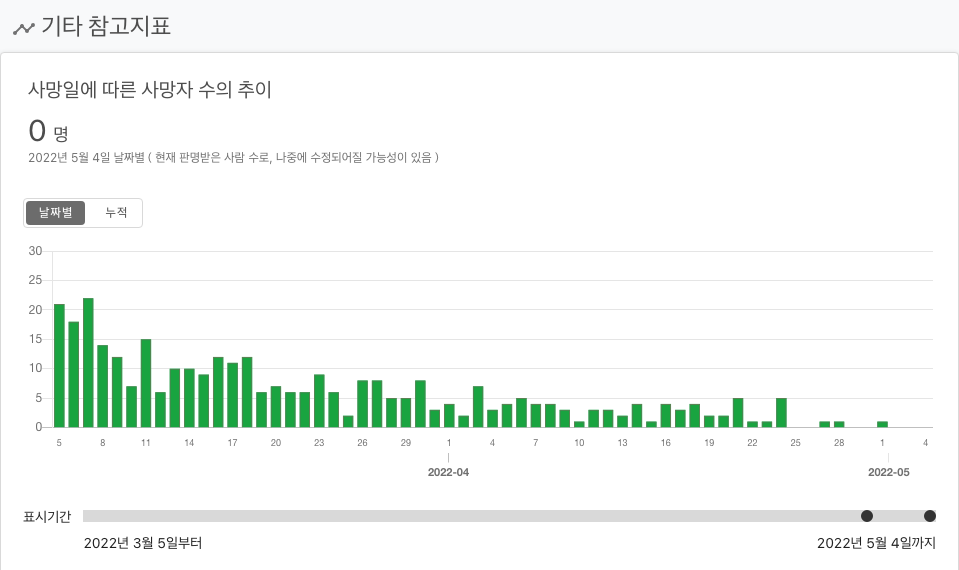 기타 참고지표
사망일에 따른 사망자 수의 추이
0 명
2022년 5월 4일 날짜별 ( 현재 판명받은 사람 수로, 나중에 수정되어질 가능성이 있음 )
날짜별 누적
30
25
20
15
10
5
0
5 8 11 14 17 20 23 26 29 1 4 7 10 13 16 19 22 25 28 1 4
2022-04 2022-05
표시기간
2022년 3월 5일부터 2022년 5월 4일까지